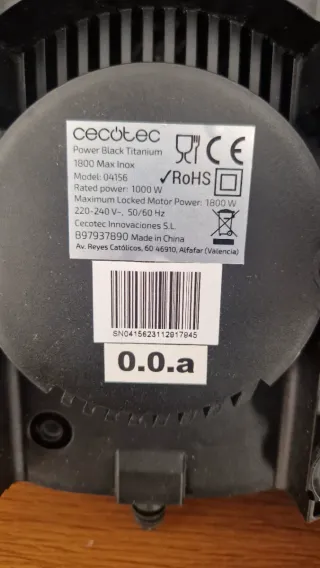 cecotec
Power Black Titanium
1800 Max Inox
Model: 04156
Rated power: 1000 W
Maximum Locked Motor Power: 1800 W
220-240 V~, 50/60 Hz
Cecotec Innovaciones S.L.
B97937890 Made in China
Av. Reyes Católicos, 60 46910, Alfafar (Valencia)
CE
✓RoHS
SN0415623112817945
0.0.a